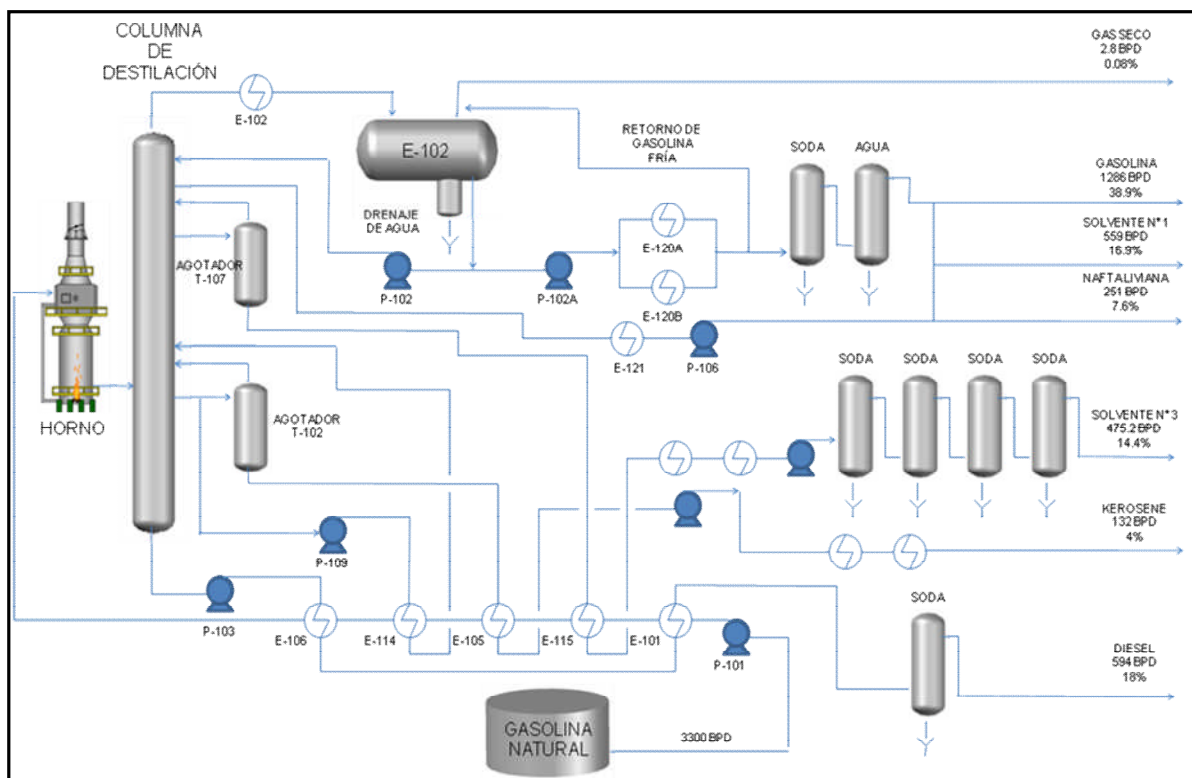 COLUMNA
DE
DESTILACIÓN
GAS SECO
2.8 BPD
0.08%
E-102
E-102
RETORNO DE
GASOLINA
FRÍA
SODA
AGUA
GASOLINA
1286 BPD
38.9%
DRENAJE
DE AGUA
SOLVENTE N°1
559 BPD
16.9%
E-120A
AGOTADOR
T-107
P-102
P-102A
NAFTALIVIANA
251 BPD
7.6%
E-120B
E-121
P-106
SODA
SODA
SODA
SODA
HORNO
AGOTADOR
T-102
SOLVENTE N°3
475.2 BPD
14.4%
KEROSENE
132 BPD
4%
P-109
P-103
E-106
E-114
E-105
E-115
E-101
P-101
SODA
DIESEL
594 BPD
18%
GASOLINA
NATURAL
3300 BPD